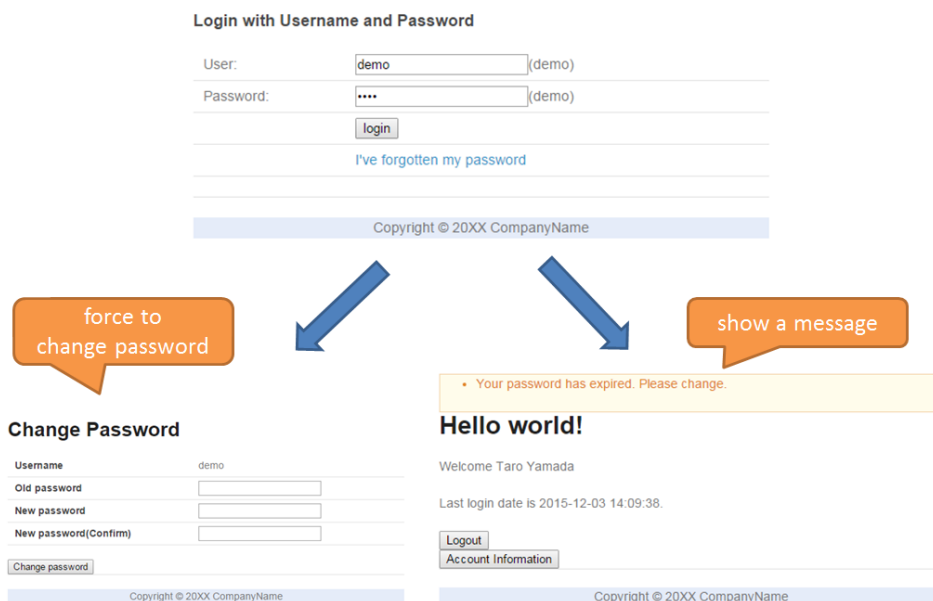 Login with Username and Password
User: demo (demo)
Password: •••• (demo)
login
I've forgotten my password
Copyright © 20XX CompanyName
force to
change password
show a message
• Your password has expired. Please change.
Change Password
Username demo
Old password
New password
New password(Confirm)
Change password
Copyright © 20XX CompanyName
Hello world!
Welcome Taro Yamada
Last login date is 2015-12-03 14:09:38.
Logout
Account Information
Copyright © 20XX CompanyName